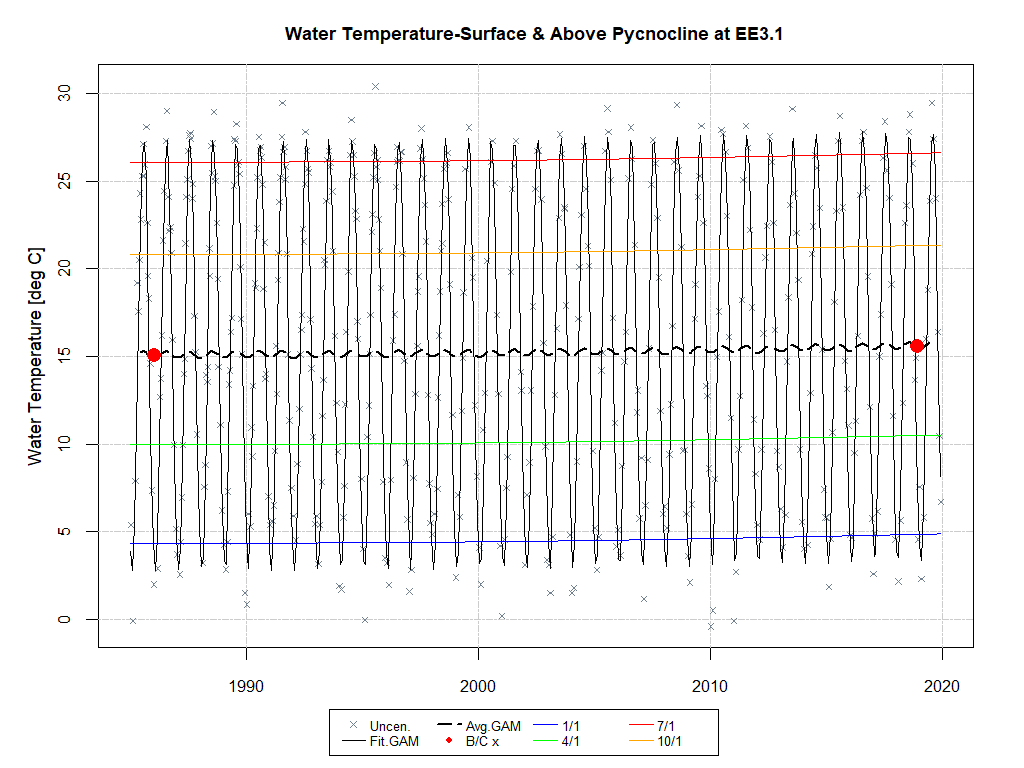 Water Temperature-Surface & Above Pycnocline at EE3.1
Water Temperature [deg C]
30
25
20
15
10
5
0
1990 2000 2010 2020
Uncen. Avg.GAM 1/1 7/1
Fit.GAM B/C x 4/1 10/1